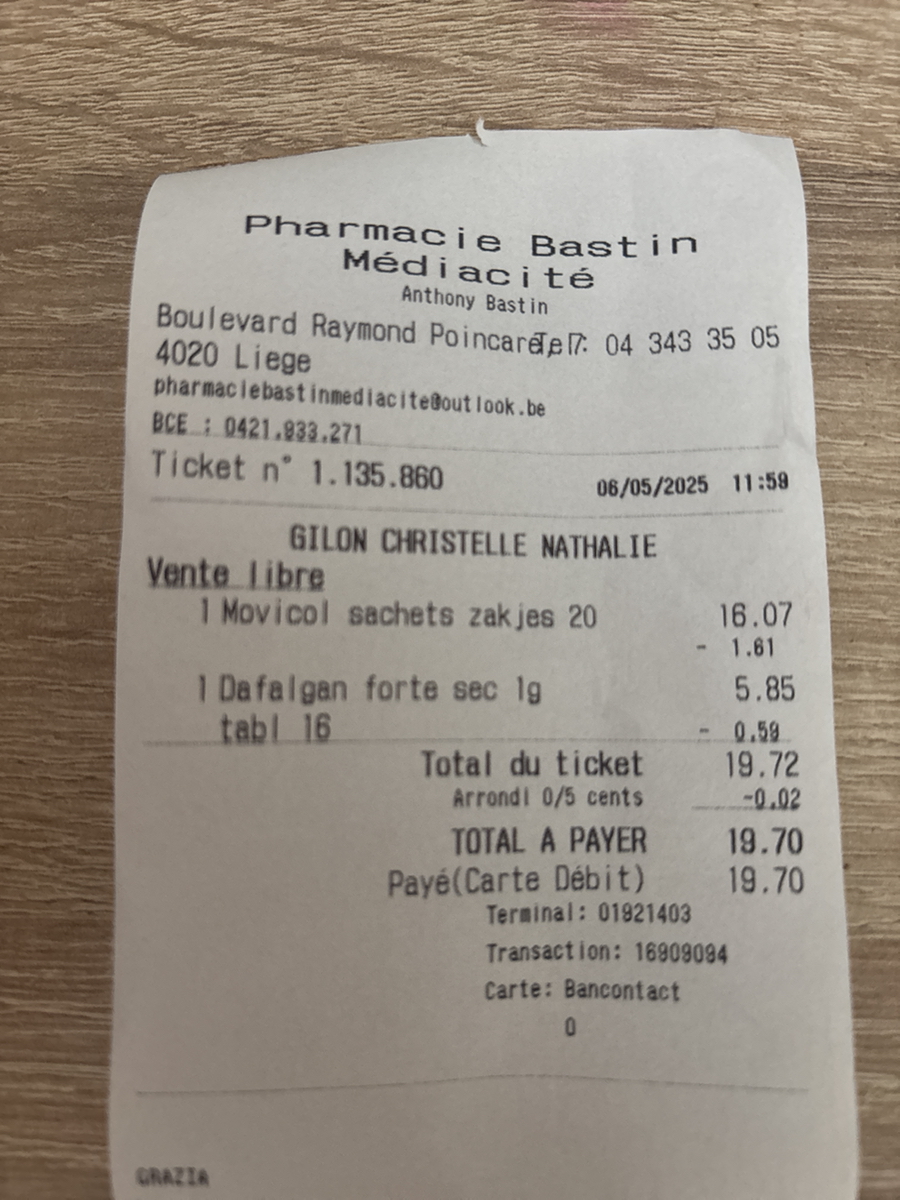 Pharmacie Bastin
Médiacité
Anthony Bastin
Boulevard Raymond Poincaré, 7 Tel: 04 343 35 05
4020 Liege
pharmaciebastinmediacite@outlook.be
BCE : 0421.933.271
Ticket n° 1.135.860 06/05/2025 11:59
GILON CHRISTELLE NATHALIE
Vente libre
1 Movicol sachets zakjes 20 16.07
- 1.61
1 Dafalgan forte sec 1g 5.85
tabl 16 - 0.59
Total du ticket 19.72
Arrondi 0/5 cents -0.02
TOTAL A PAYER 19.70
Payé(Carte Débit) 19.70
Terminal: 01921403
Transaction: 16909094
Carte: Bancontact
0
GRAZIA